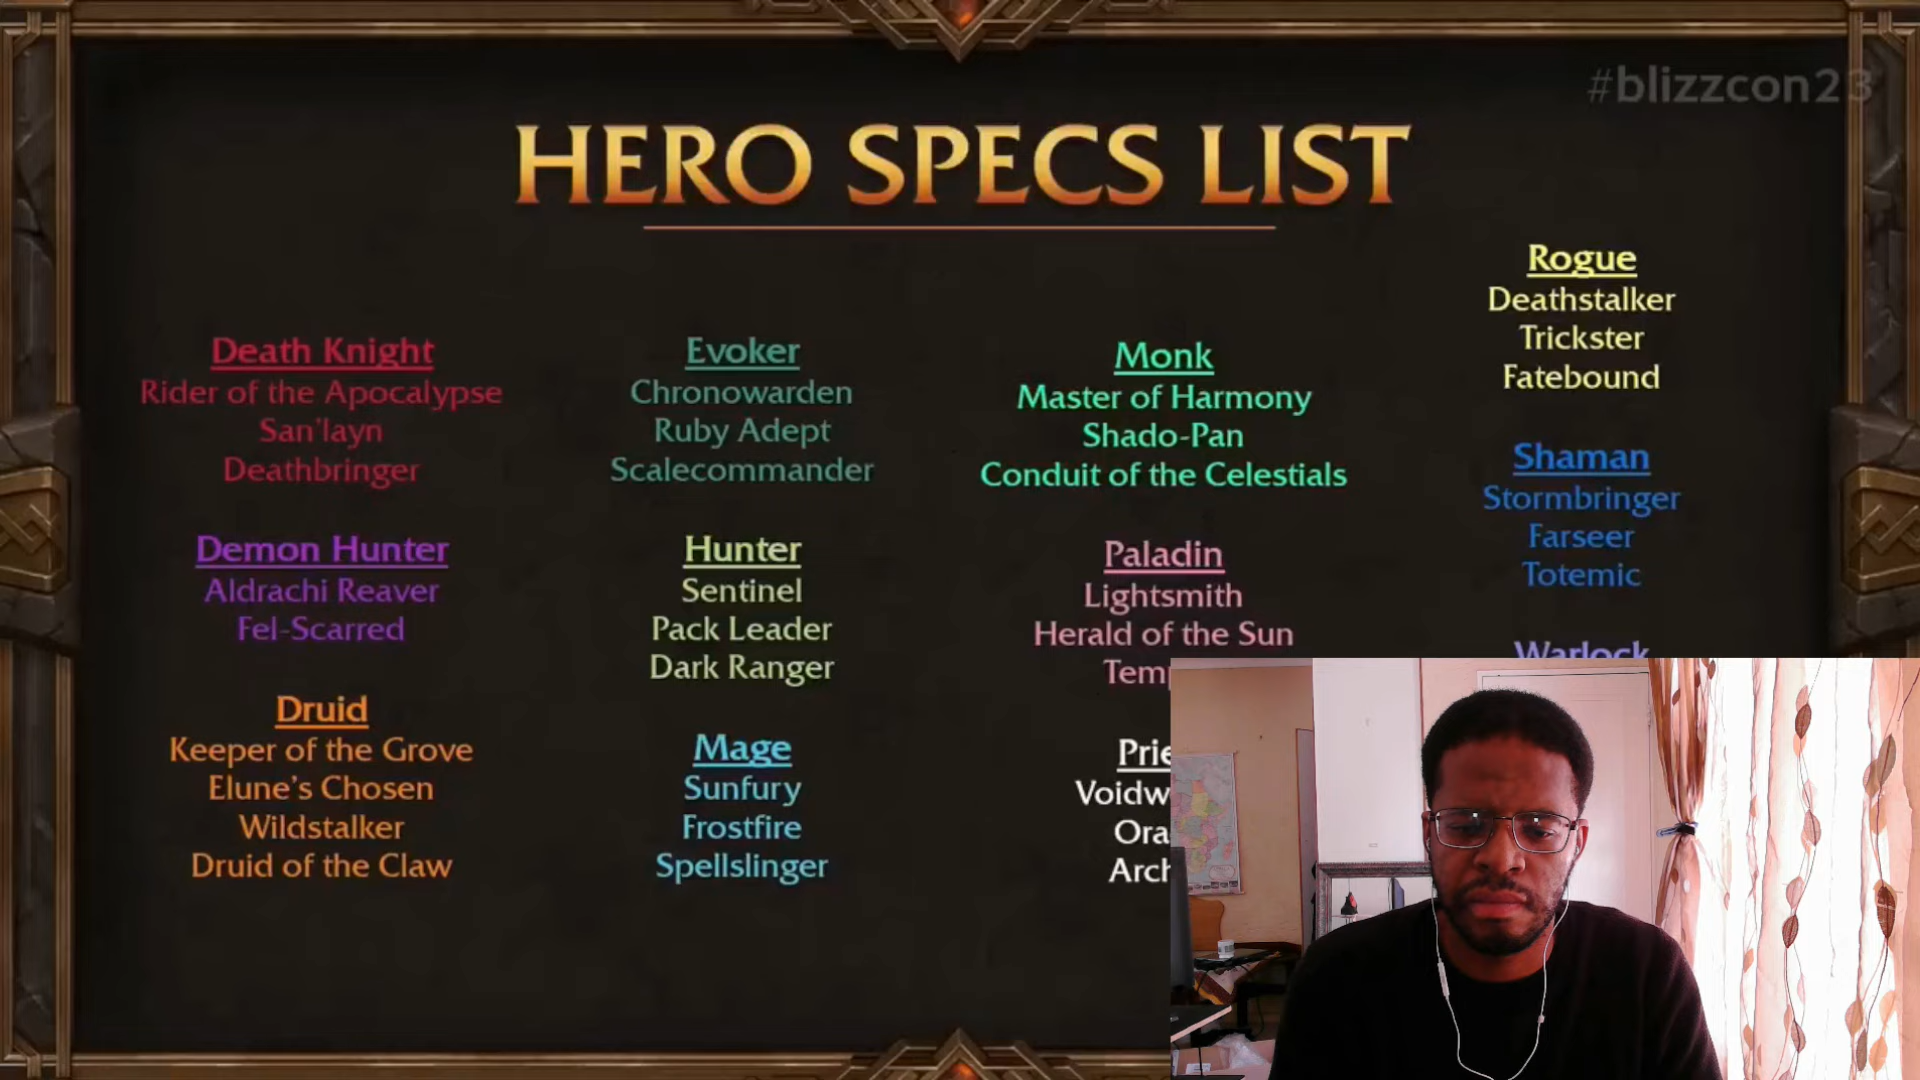 #blizzcon23
HERO SPECS LIST
Death Knight
Rider of the Apocalypse
San'layn
Deathbringer
Demon Hunter
Aldrachi Reaver
Fel-Scarred
Druid
Keeper of the Grove
Elune's Chosen
Wildstalker
Druid of the Claw
Evoker
Chronowarden
Ruby Adept
Scalecommander
Hunter
Sentinel
Pack Leader
Dark Ranger
Mage
Sunfury
Frostfire
Spellslinger
Monk
Master of Harmony
Shado-Pan
Conduit of the Celestials
Paladin
Lightsmith
Herald of the Sun
Rogue
Deathstalker
Trickster
Fatebound
Shaman
Stormbringer
Farseer
Totemic
Warlock